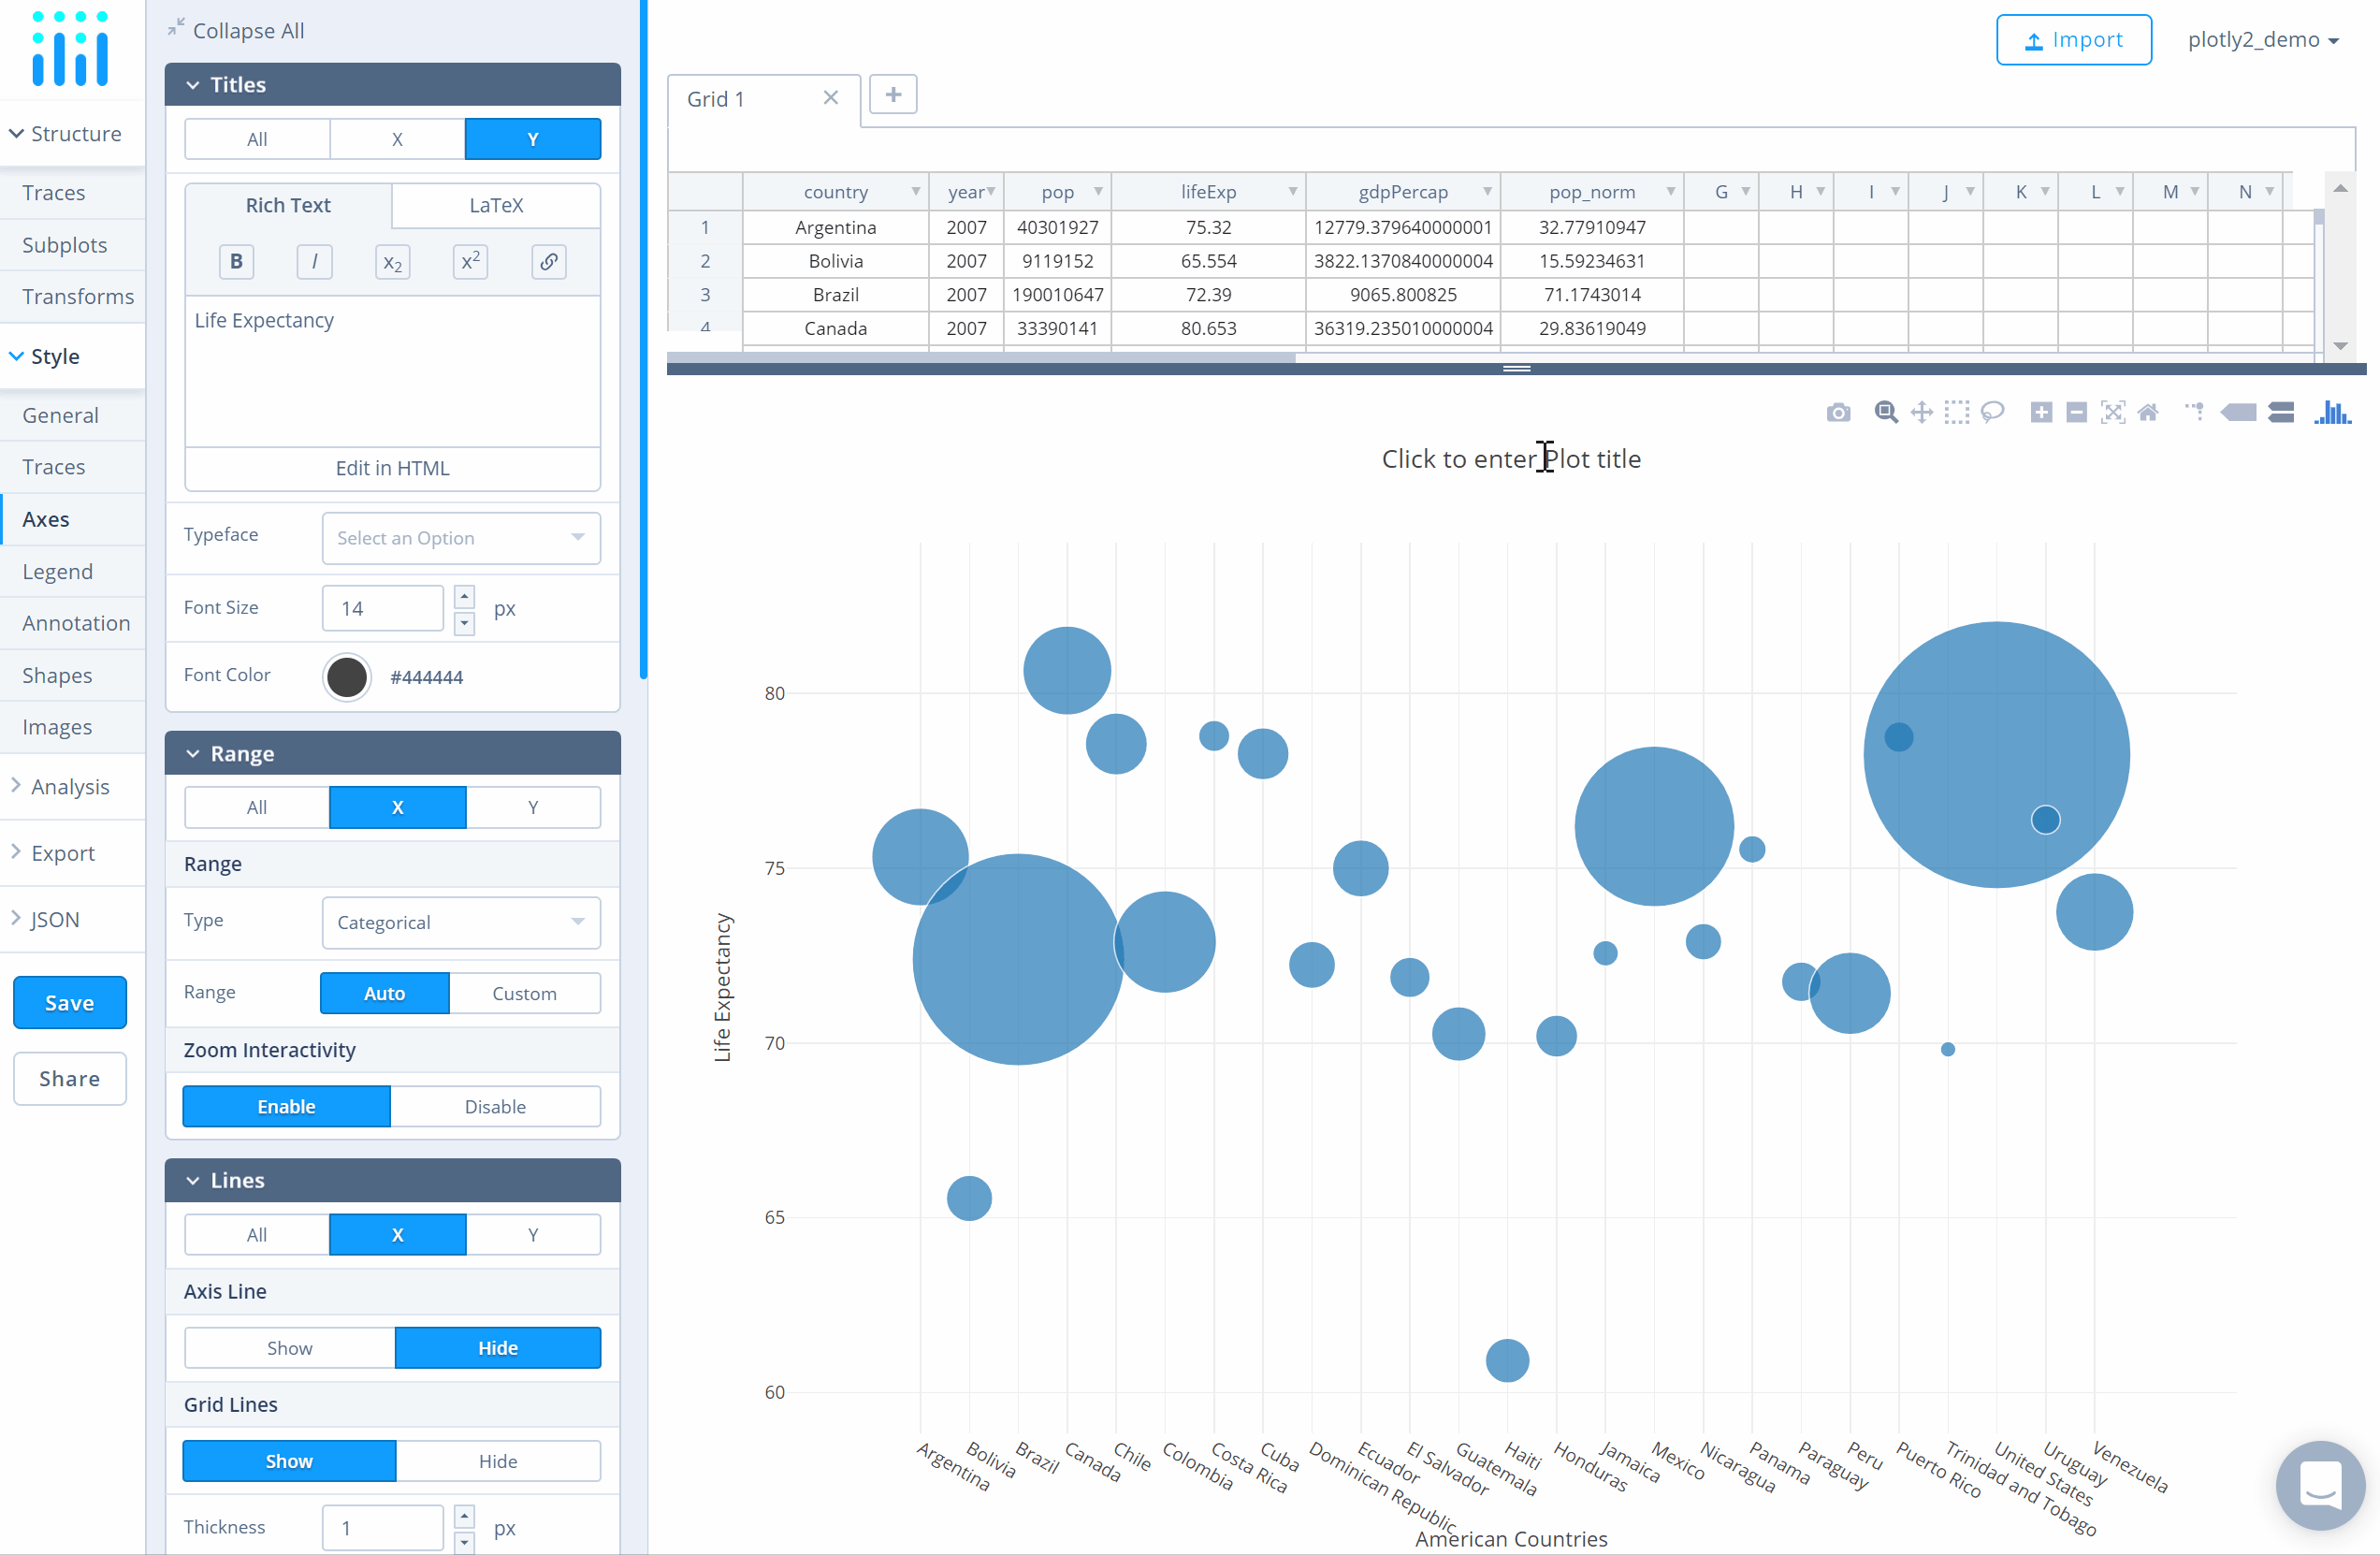 Collapse All
Import
plotly2_demo
Structure
Traces
Subplots
Transforms
Style
General
Traces
Axes
Legend
Annotation
Shapes
Images
Analysis
Export
JSON
Save
Share
Titles
All X Y
Rich Text LaTeX
B I x2 x2
Life Expectancy
Edit in HTML
Typeface Select an Option
Font Size 14 px
Font Color #444444
Range
All X Y
Range
Type Categorical
Range Auto Custom
Zoom Interactivity
Enable Disable
Lines
All X Y
Axis Line
Show Hide
Grid Lines
Show Hide
Thickness 1 px
Grid 1
country year pop lifeExp gdpPercap pop_norm G H I J K L M N
1 Argentina 2007 40301927 75.32 12779.379640000001 32.77910947
2 Bolivia 2007 9119152 65.554 3822.1370840000004 15.59234631
3 Brazil 2007 190010647 72.39 9065.800825 71.1743014
4 Canada 2007 33390141 80.653 36319.235010000004 29.83619049
Click to enter Plot title
80
75
70
65
60
Life Expectancy
Argentina
Bolivia
Brazil
Canada
Chile
Colombia
Costa Rica
Cuba
Dominican Republic
Ecuador
El Salvador
Guatemala
Haiti
Honduras
Jamaica
Mexico
Nicaragua
Panama
Paraguay
Peru
Puerto Rico
Trinidad and Tobago
United States
Uruguay
Venezuela
American Countries